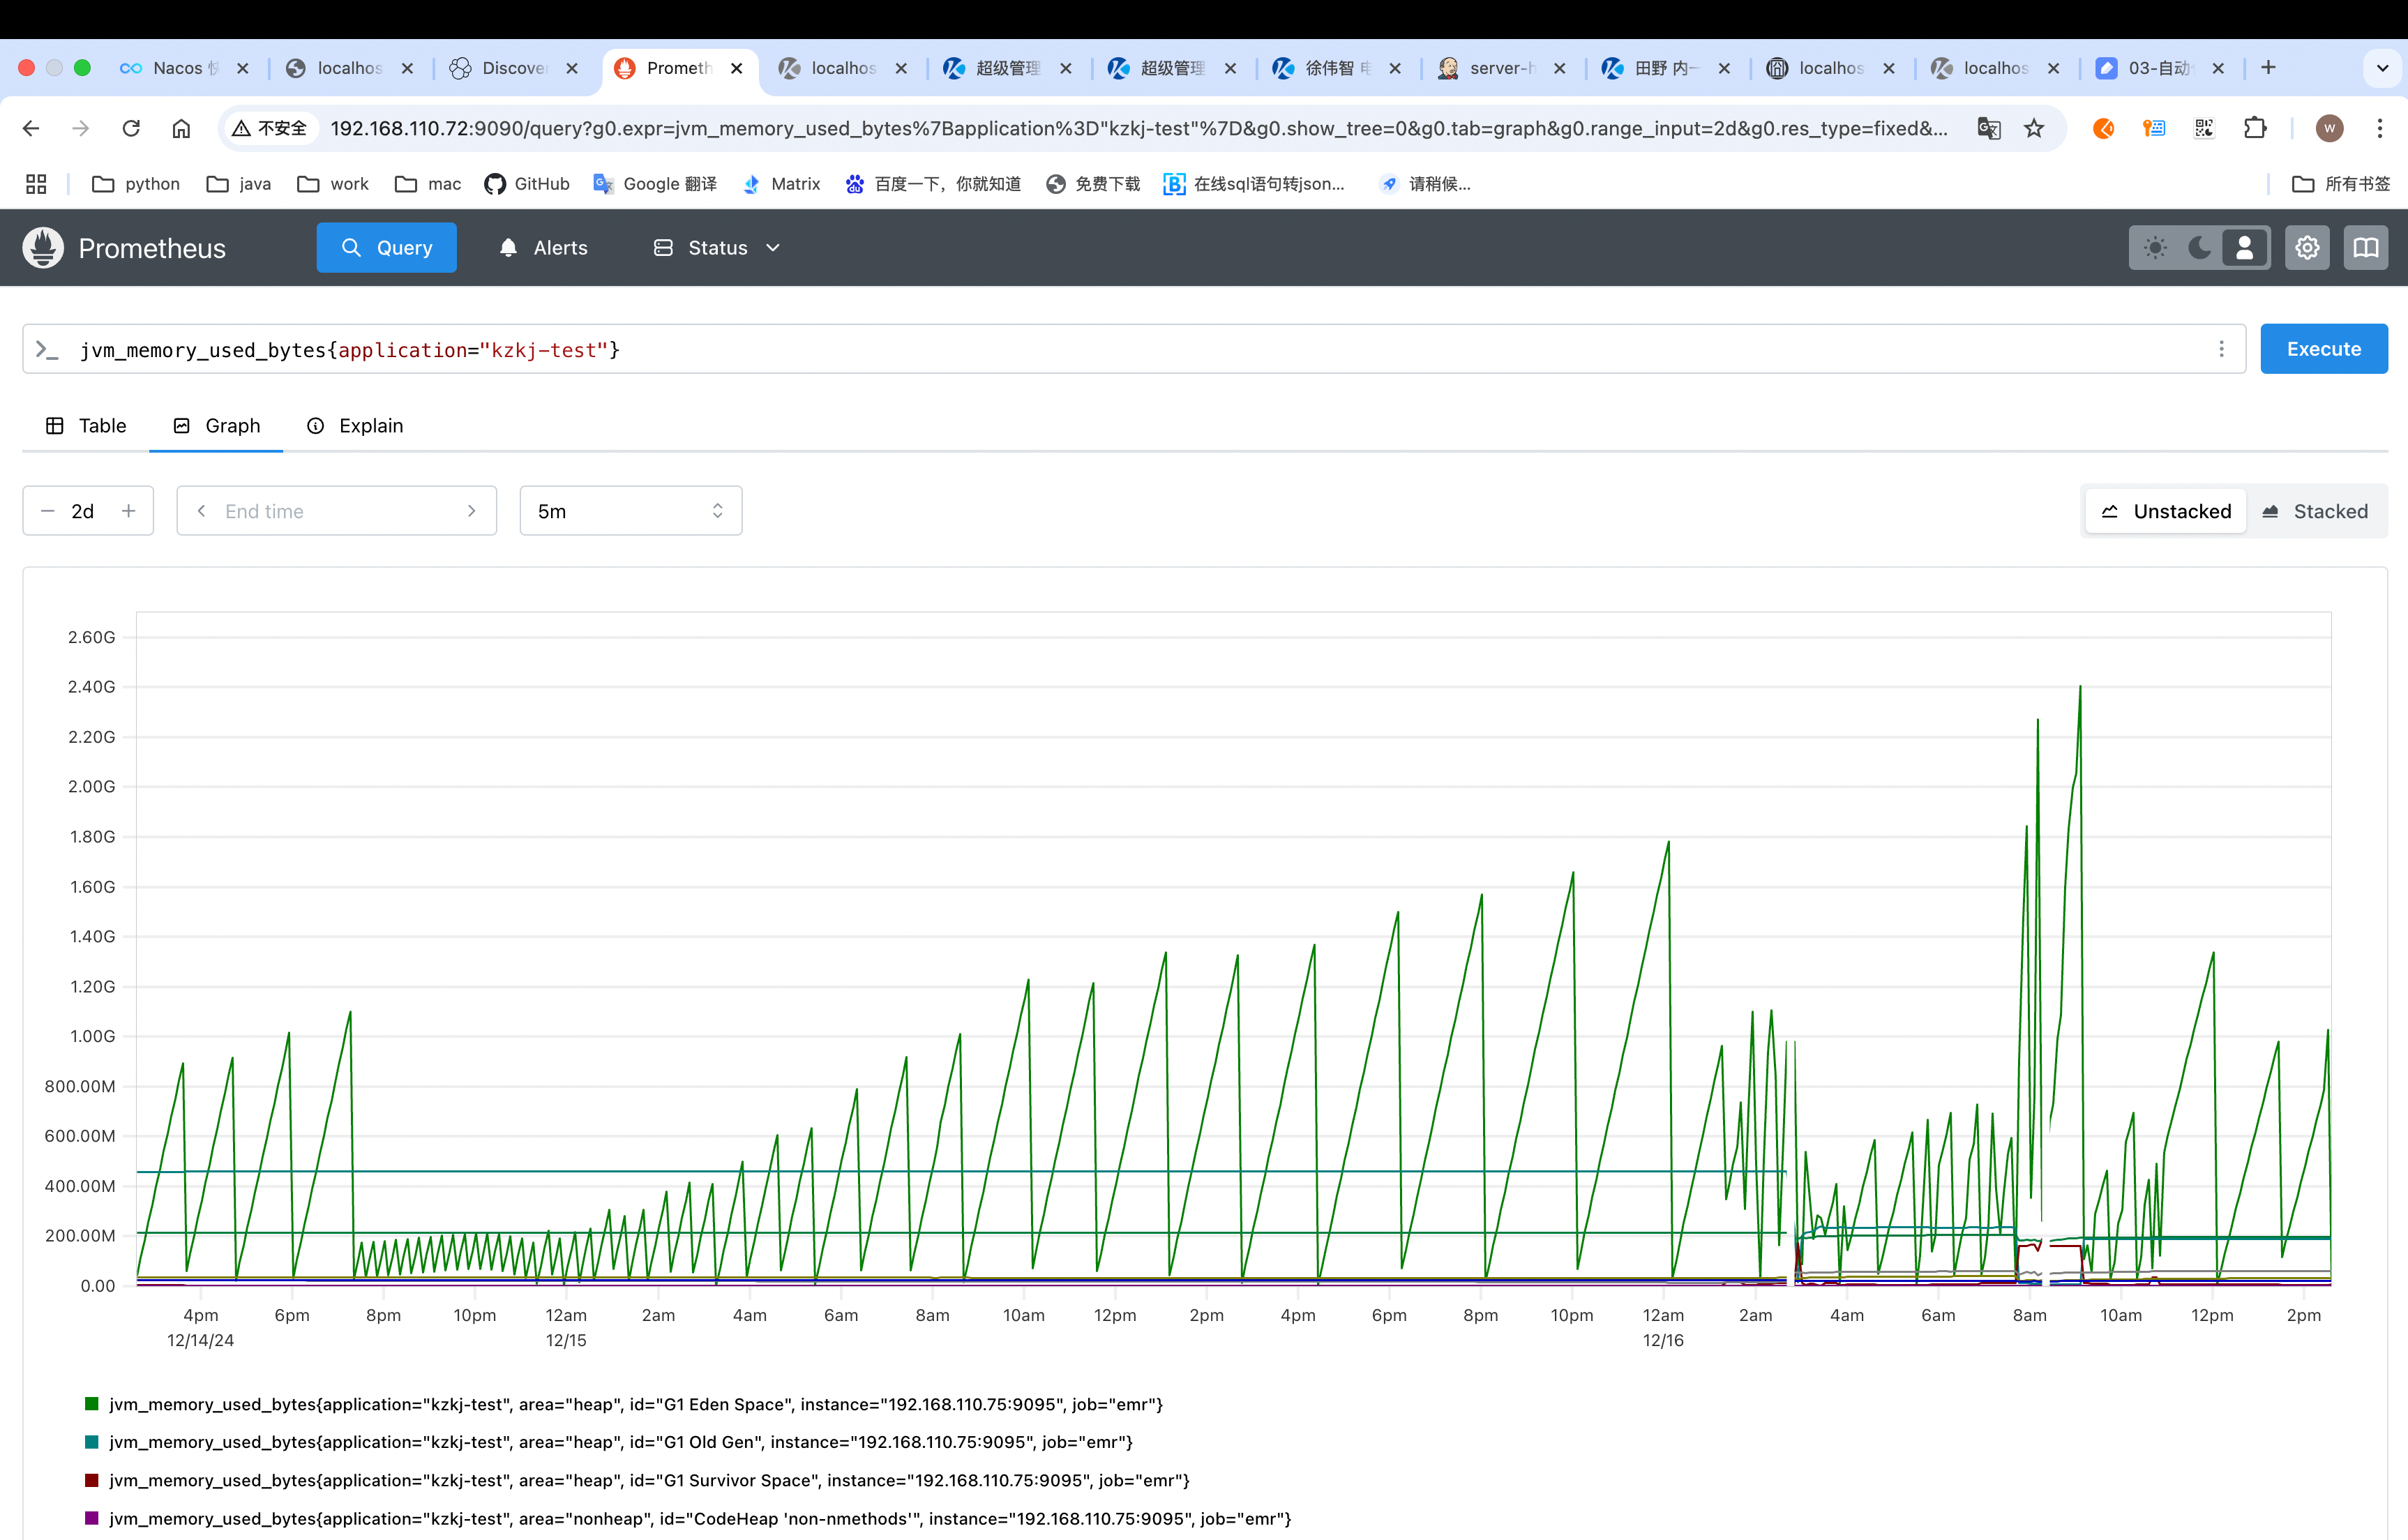 Nacos localhos Discove Prometh localhos 超级管理 超级管理 徐伟智 server-h 田野 内一 localhos localhos 03-自动
不安全 192.168.110.72:9090/query?g0.expr=jvm_memory_used_bytes%7Bapplication%3D"kzkj-test"%7D&g0.show_tree=0&g0.tab=graph&g0.range_input=2d&g0.res_type=fixed&... W
python java work mac GitHub Google 翻译 Matrix 百度一下，你就知道 免费下载 在线sql语句转json... 请稍候... 所有书签
Prometheus Query Alerts Status
jvm_memory_used_bytes{application="kzkj-test"} Execute
Table Graph Explain
2d End time 5m Unstacked Stacked
2.60G
2.40G
2.20G
2.00G
1.80G
1.60G
1.40G
1.20G
1.00G
800.00M
600.00M
400.00M
200.00M
0.00
4pm 6pm 8pm 10pm 12am 2am 4am 6am 8am 10am 12pm 2pm 4pm 6pm 8pm 10pm 12am 2am 4am 6am 8am 10am 12pm 2pm
12/14/24 12/15 12/16
jvm_memory_used_bytes{application="kzkj-test", area="heap", id="G1 Eden Space", instance="192.168.110.75:9095", job="emr"}
jvm_memory_used_bytes{application="kzkj-test", area="heap", id="G1 Old Gen", instance="192.168.110.75:9095", job="emr"}
jvm_memory_used_bytes{application="kzkj-test", area="heap", id="G1 Survivor Space", instance="192.168.110.75:9095", job="emr"}
jvm_memory_used_bytes{application="kzkj-test", area="nonheap", id="CodeHeap 'non-nmethods'", instance="192.168.110.75:9095", job="emr"}